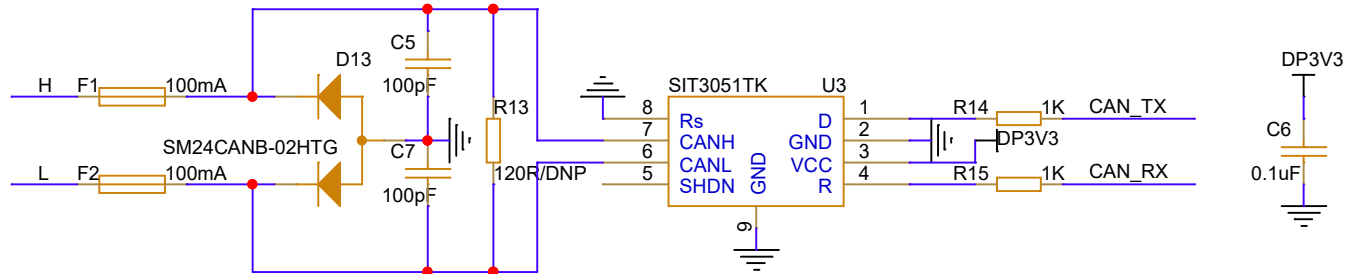 C5
D13
DP3V3
H
F1
100mA
100pF
SIT3051TK
U3
R13
8
Rs
D
1
R14
1K
CAN_TX
7
CANH
GND
2
DP3V3
C6
SM24CANB-02HTG
C7
6
CANL
VCC
3
L
F2
100mA
100pF
120R/DNP
5
SHDN
GND
R
4
R15
1K
CAN_RX
0.1uF
9